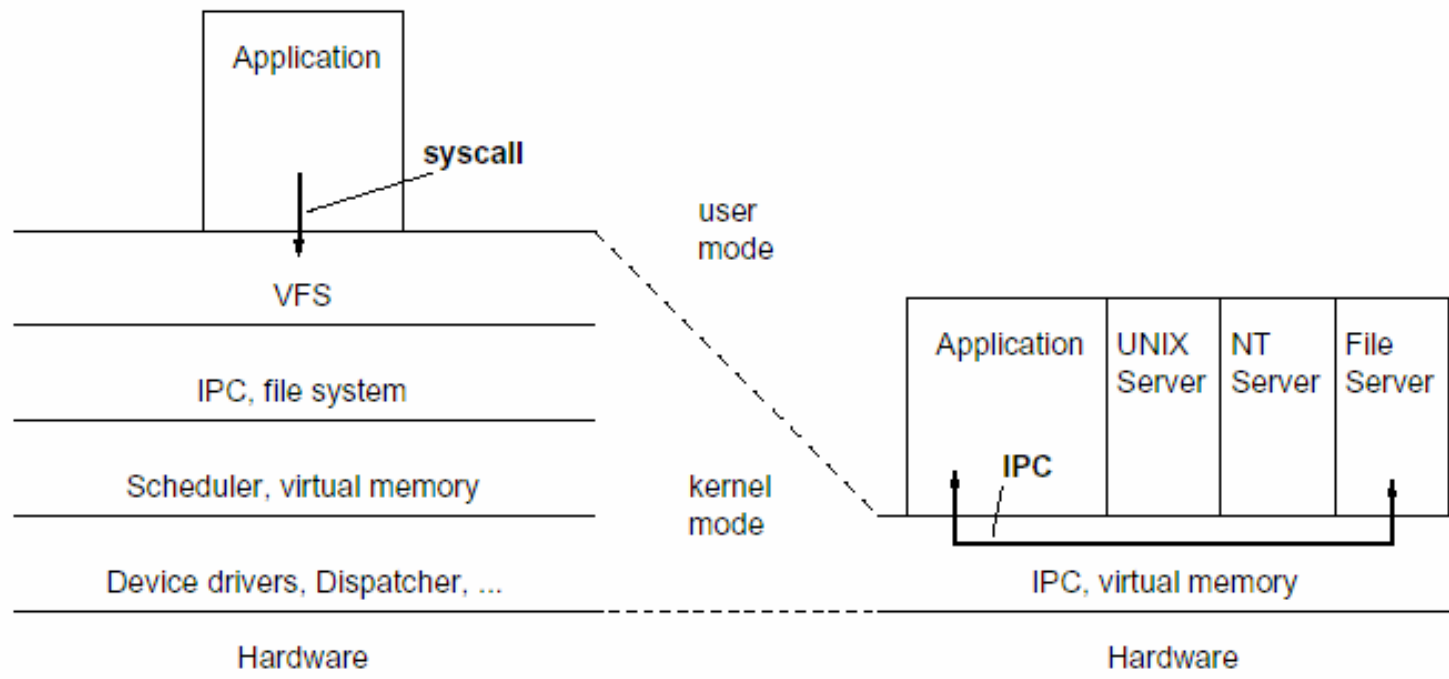 Application
syscall
VFS
IPC, file system
Scheduler, virtual memory
Device drivers, Dispatcher, ...
Hardware
user
mode
kernel
mode
Application
UNIX
Server
NT
Server
File
Server
IPC
IPC, virtual memory
Hardware